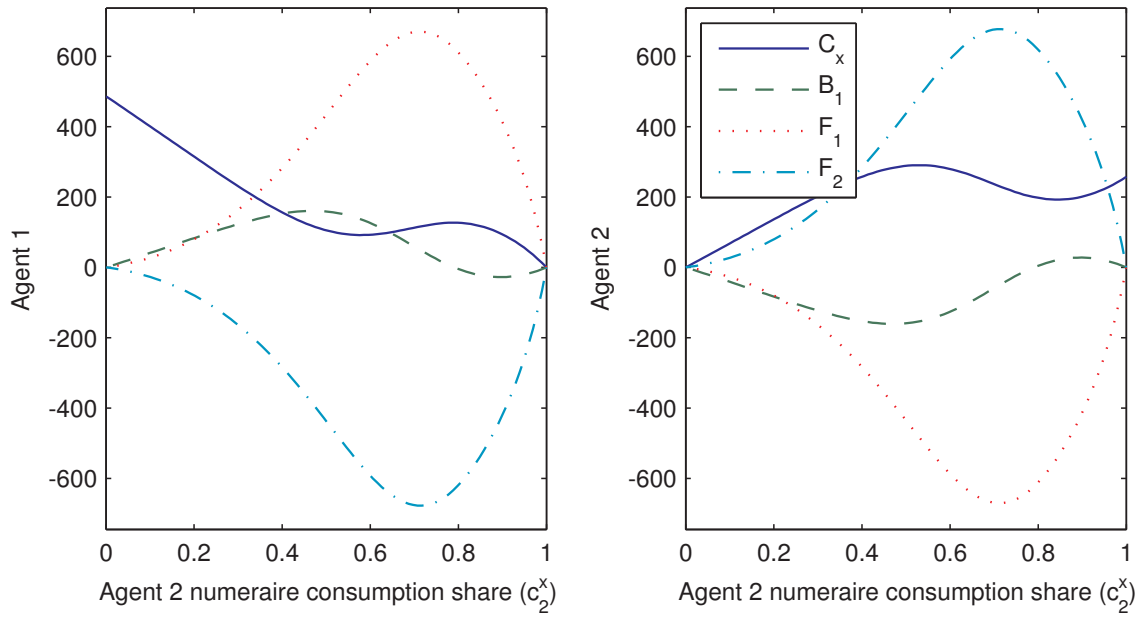 600
400
200
0
-200
-400
-600
Agent 1
0 0.2 0.4 0.6 0.8 1
Agent 2 numeraire consumption share (c₂ˣ)
600
400
200
0
-200
-400
-600
Agent 2
C_x
B_1
F_1
F_2
0 0.2 0.4 0.6 0.8 1
Agent 2 numeraire consumption share (c₂ˣ)